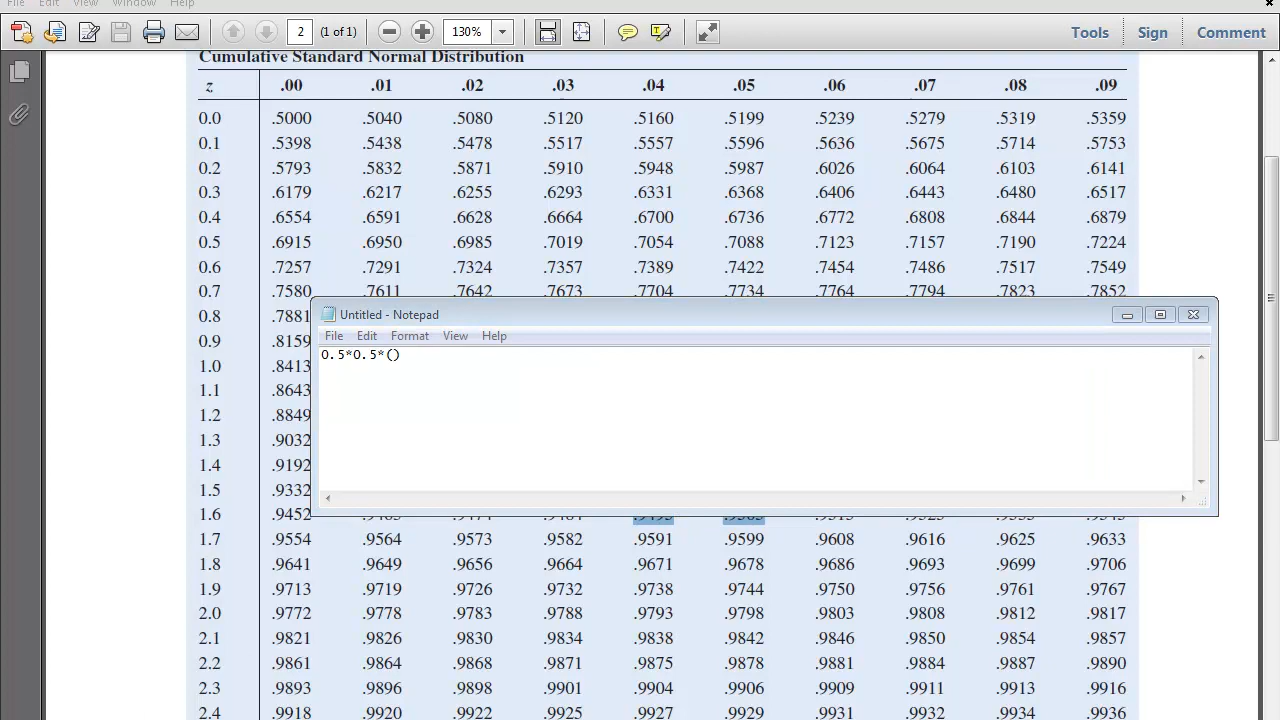 File Edit View Window Help
2 (1 of 1) 130% Tools Sign Comment
Cumulative Standard Normal Distribution
z .00 .01 .02 .03 .04 .05 .06 .07 .08 .09
0.0 .5000 .5040 .5080 .5120 .5160 .5199 .5239 .5279 .5319 .5359
0.1 .5398 .5438 .5478 .5517 .5557 .5596 .5636 .5675 .5714 .5753
0.2 .5793 .5832 .5871 .5910 .5948 .5987 .6026 .6064 .6103 .6141
0.3 .6179 .6217 .6255 .6293 .6331 .6368 .6406 .6443 .6480 .6517
0.4 .6554 .6591 .6628 .6664 .6700 .6736 .6772 .6808 .6844 .6879
0.5 .6915 .6950 .6985 .7019 .7054 .7088 .7123 .7157 .7190 .7224
0.6 .7257 .7291 .7324 .7357 .7389 .7422 .7454 .7486 .7517 .7549
0.7 .7580 .7611 .7642 .7673 .7704 .7734 .7764 .7794 .7823 .7852
0.8 .7881
0.9 .8159
1.0 .8413
1.1 .8643
1.2 .8849
1.3 .9032
1.4 .9192
1.5 .9332
1.6 .9452
Untitled - Notepad
File Edit Format View Help
0.5*0.5*()
1.7 .9554 .9564 .9573 .9582 .9591 .9599 .9608 .9616 .9625 .9633
1.8 .9641 .9649 .9656 .9664 .9671 .9678 .9686 .9693 .9699 .9706
1.9 .9713 .9719 .9726 .9732 .9738 .9744 .9750 .9756 .9761 .9767
2.0 .9772 .9778 .9783 .9788 .9793 .9798 .9803 .9808 .9812 .9817
2.1 .9821 .9826 .9830 .9834 .9838 .9842 .9846 .9850 .9854 .9857
2.2 .9861 .9864 .9868 .9871 .9875 .9878 .9881 .9884 .9887 .9890
2.3 .9893 .9896 .9898 .9901 .9904 .9906 .9909 .9911 .9913 .9916
2.4 .9918 .9920 .9922 .9925 .9927 .9929 .9931 .9932 .9934 .9936